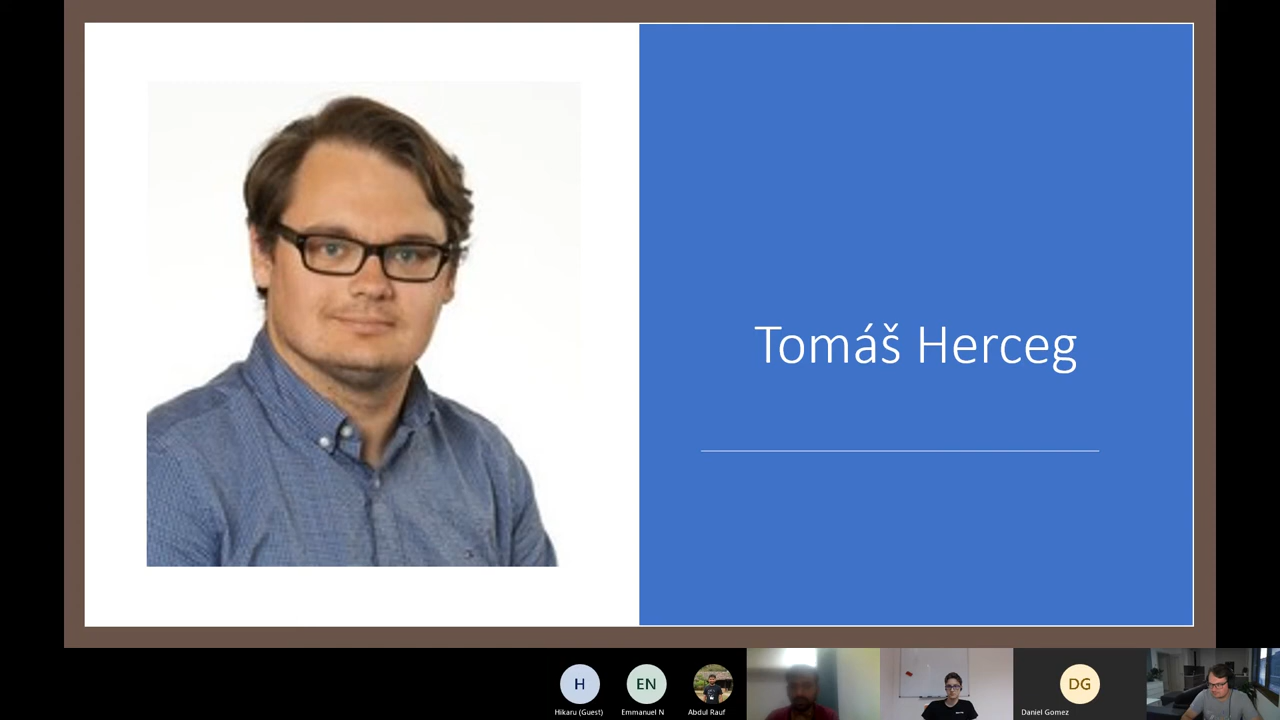 Tomáš Herceg
H
EN
DG
Hikaru (Guest)
Emmanuel N
Abdul Rauf
Daniel Gomez